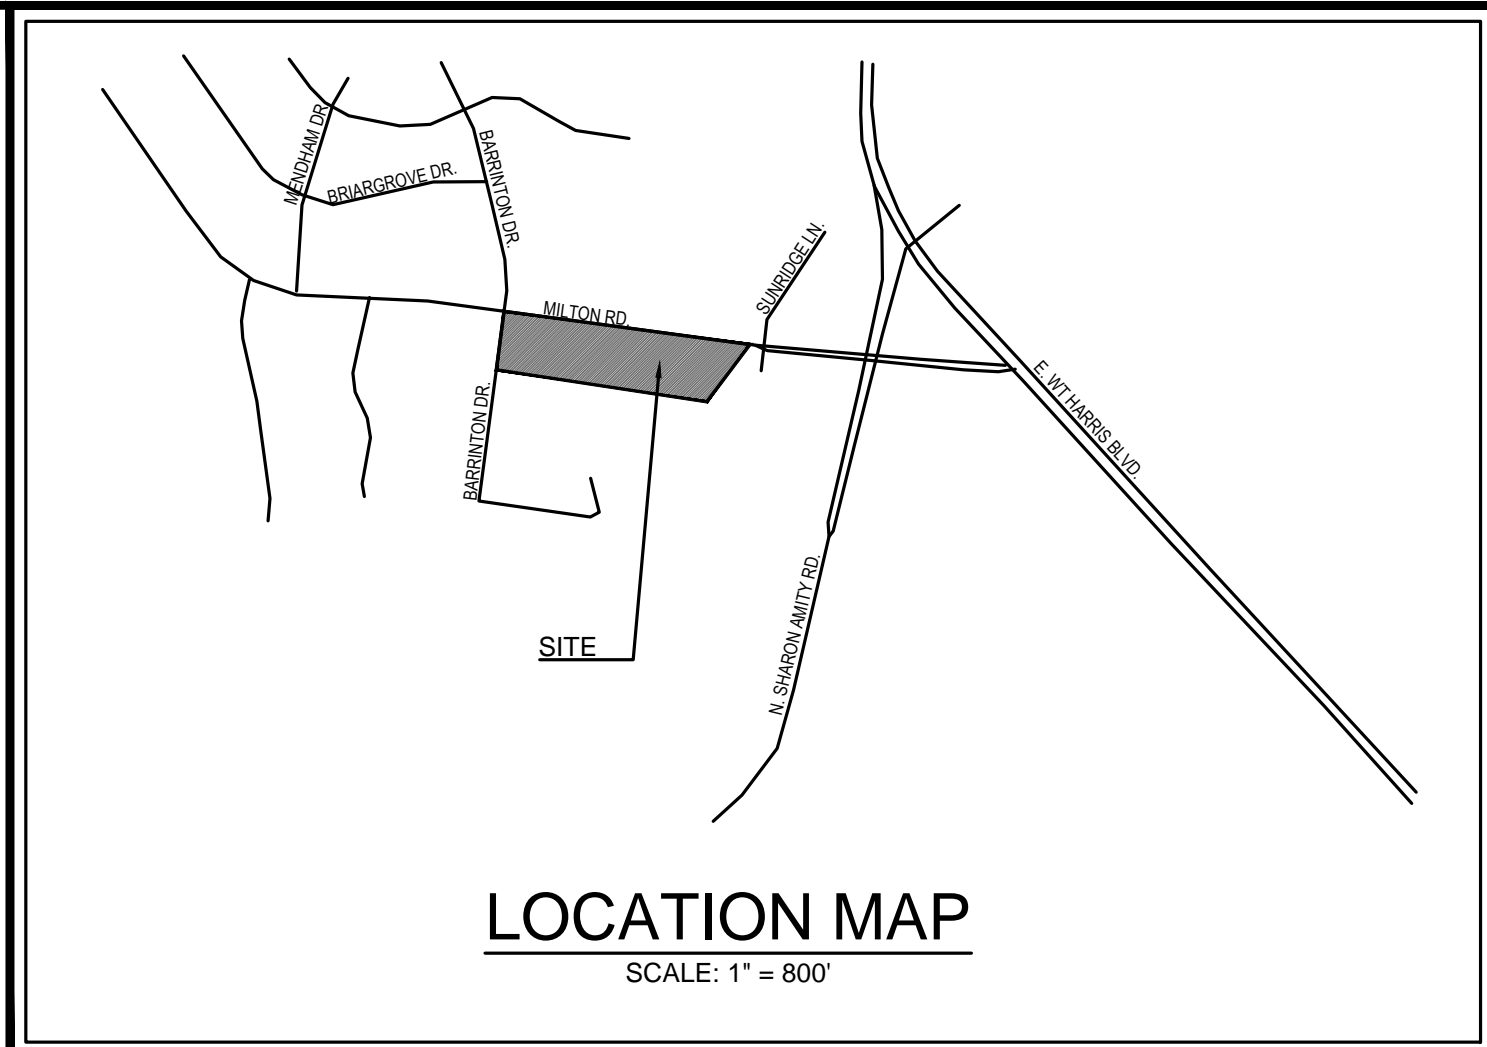 MENDHAM DR.
BRIARGROVE DR.
BARRINTON DR.
SUNRIDGE LN.
MILTON RD.
E. WT HARRIS BLVD.
BARRINTON DR.
N. SHARON AMITY RD.
SITE
LOCATION MAP
SCALE: 1" = 800'